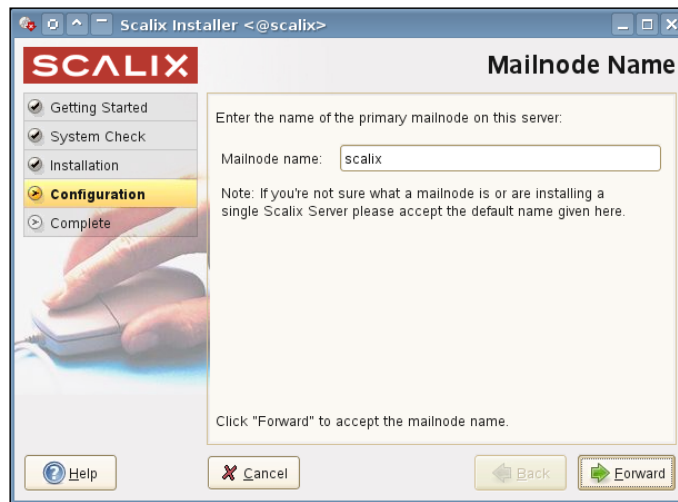 Scalix Installer <@scalix>
SCALIX
Mailnode Name
Getting Started
System Check
Installation
Configuration
Complete
Enter the name of the primary mailnode on this server:
Mailnode name: scalix
Note: If you're not sure what a mailnode is or are installing a
single Scalix Server please accept the default name given here.
Click "Forward" to accept the mailnode name.
Help
Cancel
Back
Forward